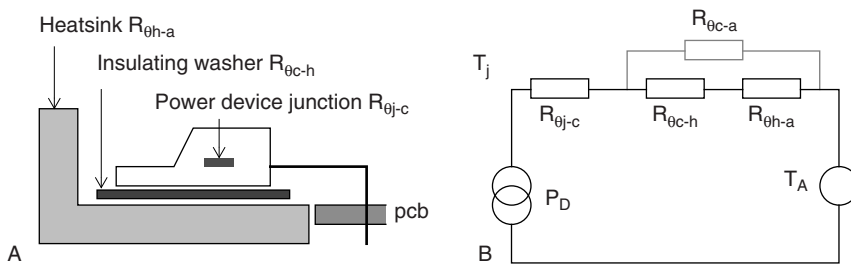 Heatsink Rθh-a
Insulating washer Rθc-h
Power device junction Rθj-c
pcb
A
Rθc-a
Tj
Rθj-c
Rθc-h
Rθh-a
PD
TA
B